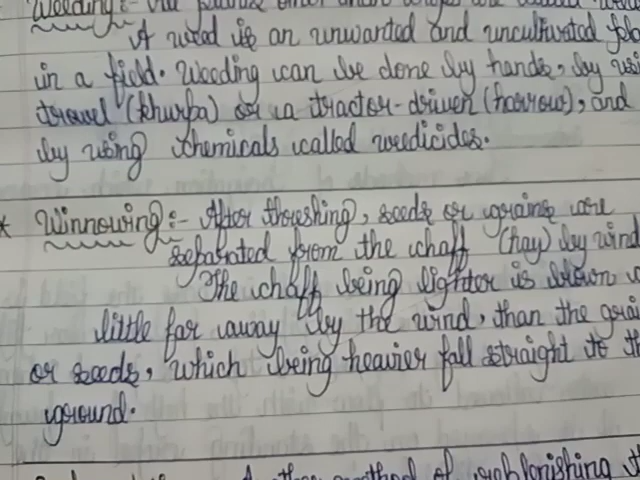 Weeding :-
A weed is an unwanted and uncultivated
in a field. Weeding can be done by hands, by
trowel (khurpa) or a tractor-driven (harrow), and
by using chemicals called weedicides.
* Winnowing :- After threshing, seeds or grains are
separated from the chaff (hay) by wind
The chaff being lighter is blown
little far away by the wind, than the
or seeds, which being heavier fall straight to
ground.
method of replenishing